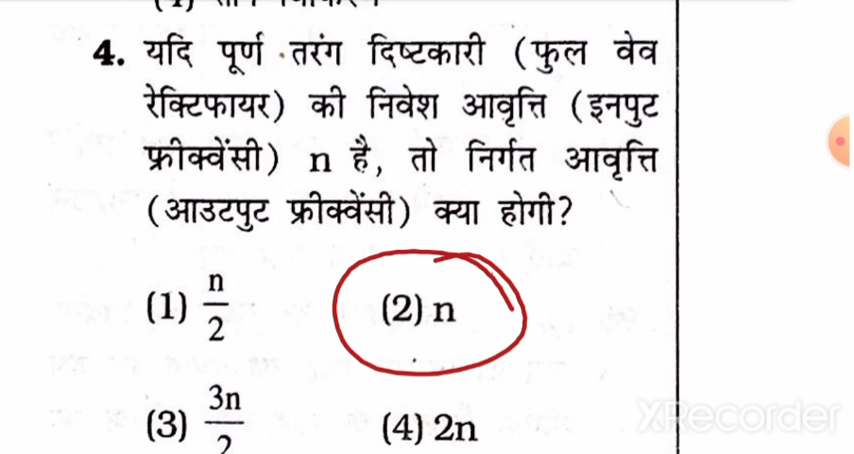 4. यदि पूर्ण तरंग दिष्टकारी (फुल वेव
रेक्टिफायर) की निवेश आवृत्ति (इनपुट
फ्रीक्वेंसी) n है, तो निर्गत आवृत्ति
(आउटपुट फ्रीक्वेंसी) क्या होगी?
(1) n/2 (2) n
(3) 3n/2 (4) 2n
XRecorder